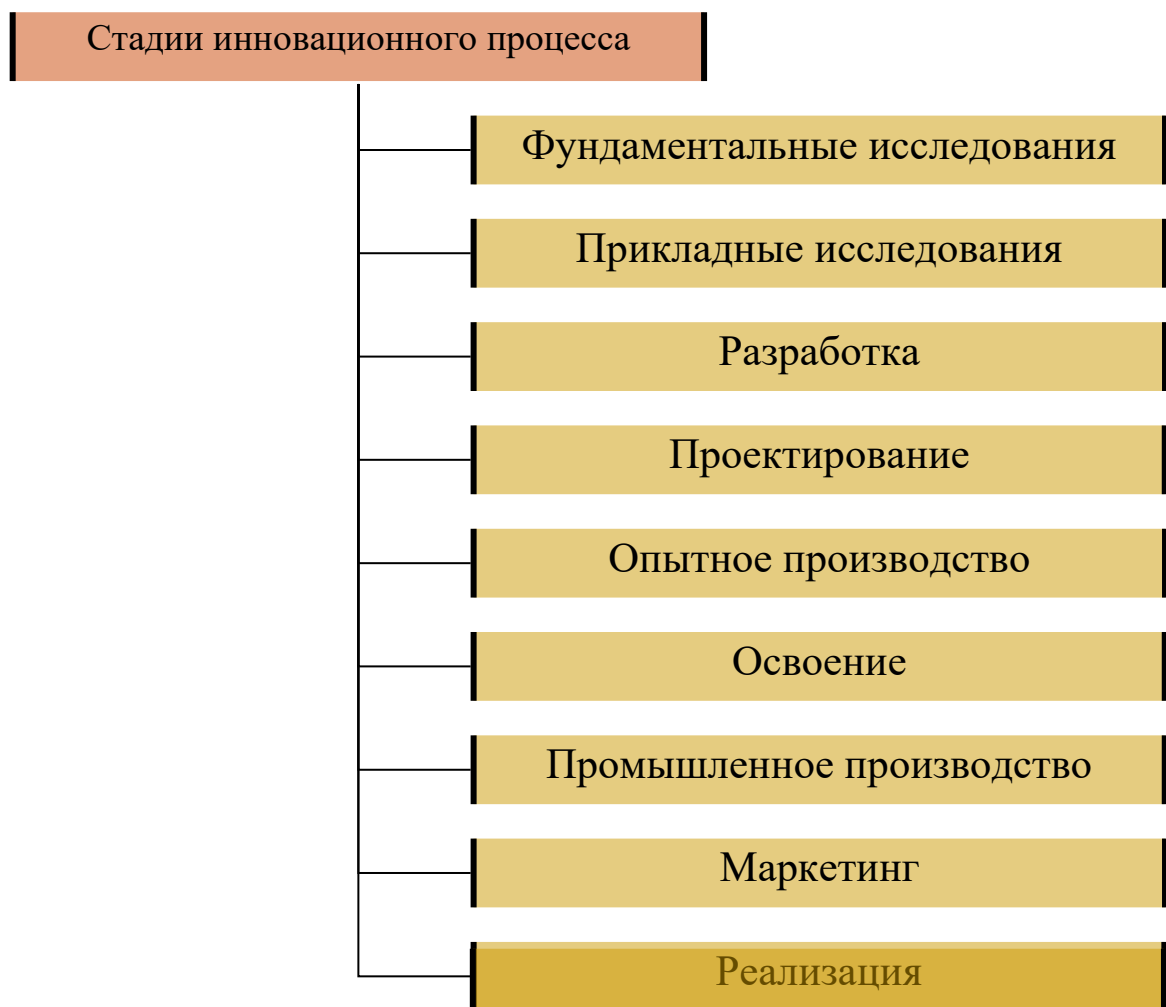 Стадии инновационного процесса
Фундаментальные исследования
Прикладные исследования
Разработка
Проектирование
Опытное производство
Освоение
Промышленное производство
Маркетинг
Реализация